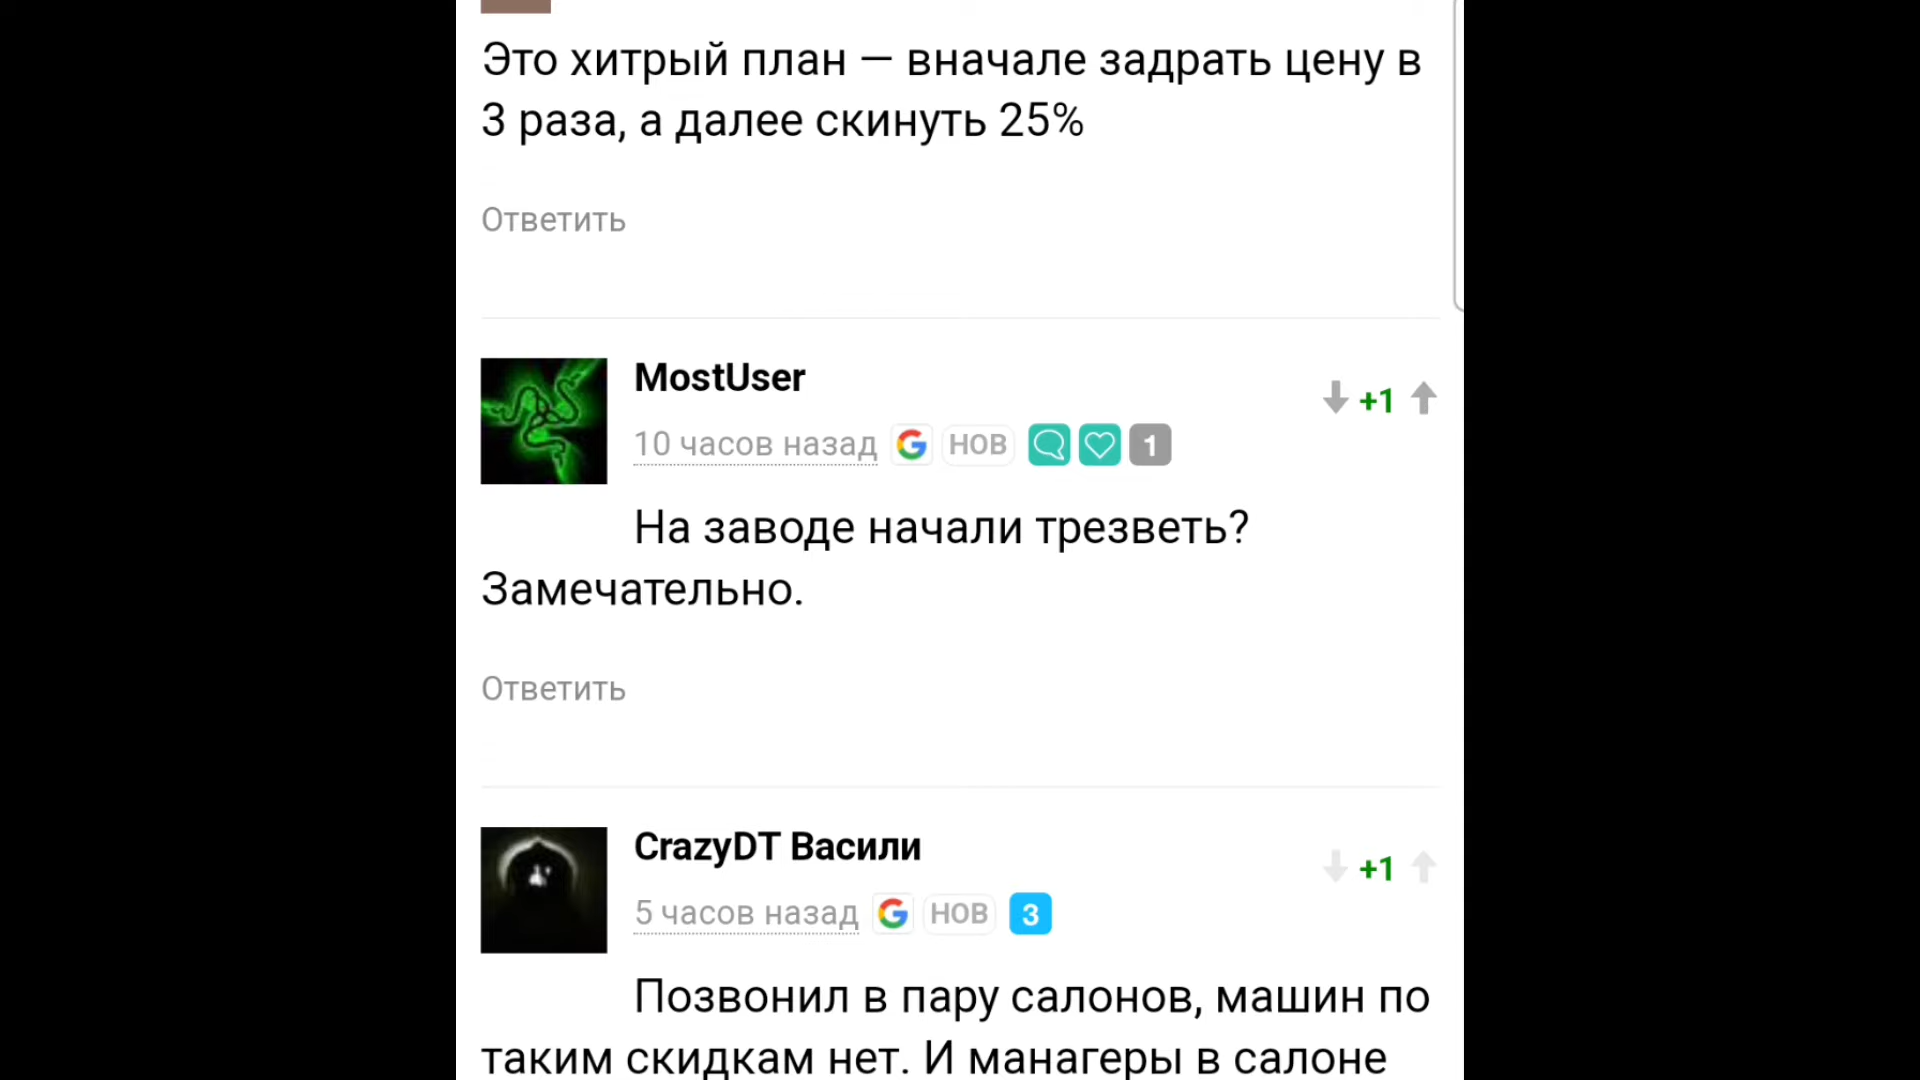 Это хитрый план — вначале задрать цену в
3 раза, а далее скинуть 25%
Ответить
MostUser
+1
10 часов назад G НОВ 1
На заводе начали трезветь?
Замечательно.
Ответить
CrazyDT Васили
+1
5 часов назад G НОВ 3
Позвонил в пару салонов, машин по
таким скидкам нет. И манагеры в салоне